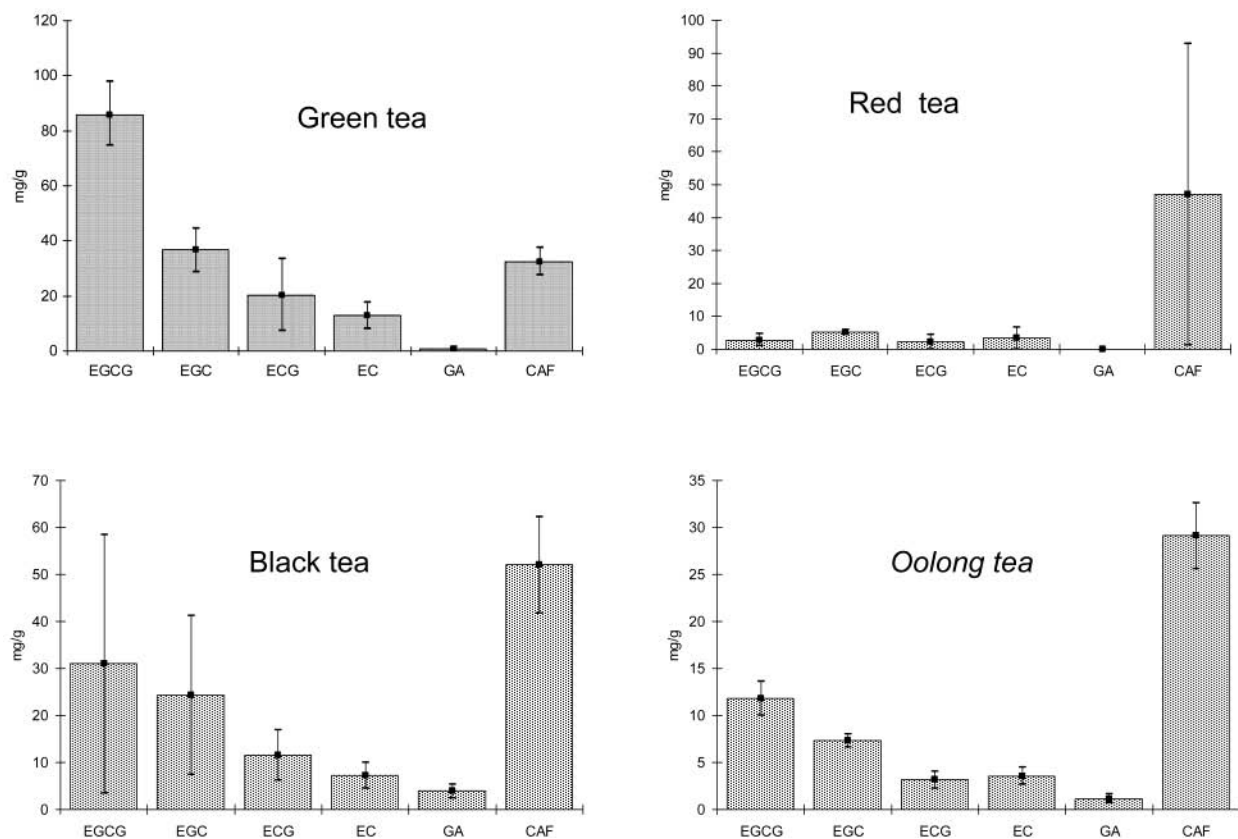 Green tea
mg/g
120
100
80
60
40
20
0
EGCG EGC ECG EC GA CAF
Red tea
mg/g
100
90
80
70
60
50
40
30
20
10
0
EGCG EGC ECG EC GA CAF
Black tea
mg/g
70
60
50
40
30
20
10
0
EGCG EGC ECG EC GA CAF
Oolong tea
mg/g
35
30
25
20
15
10
5
0
EGCG EGC ECG EC GA CAF